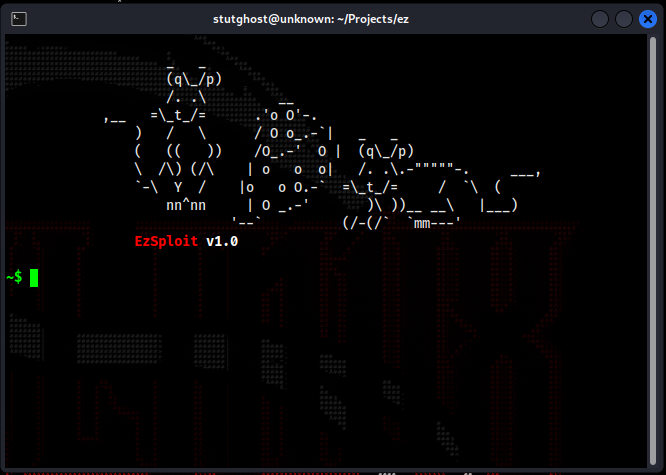 stutghost@unknown: ~/Projects/ez
           _   _
          (q\_/p)
           /. .\         __
  ,__   =\_t_/=      .'o O'-.
     )   /   \      / O o_.-`|   _   _
    (   ((   ))    /O_.-'  O |  (q\_/p)
     \  /\) (/\    | o   o  o|   /. .\.-"""""-.     ___,
      `-\  Y  /    |o   o O.-`  =\_t_/=     /  `\  (
         nn^nn     | O _.-'       )\ ))__ __\   |___)
                   '--`          (/-(/`  `mm---'
EzSploit v1.0
~$